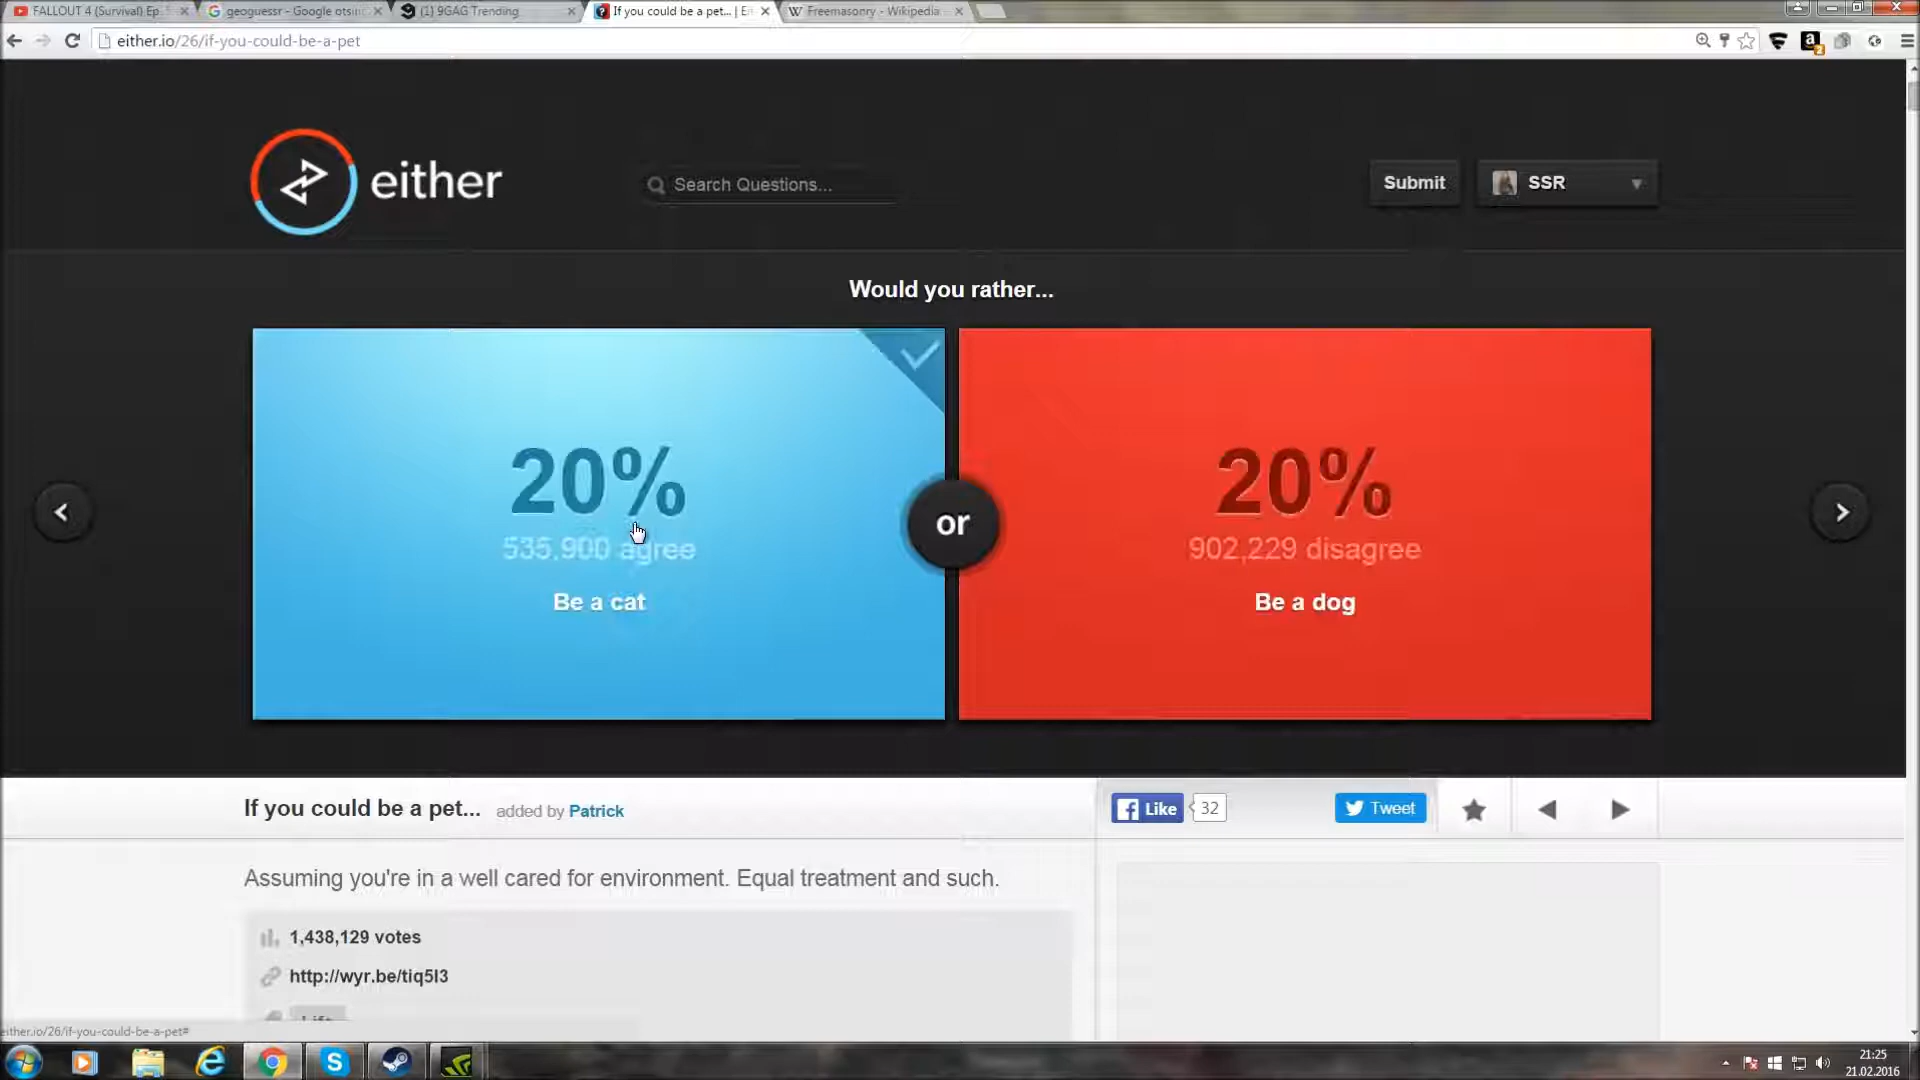 FALLOUT 4 (Survival) Ep.
geoguessr - Google otsin
(1) 9GAG Trending
If you could be a pet... | E
W Freemasonry - Wikipedia
either.io/26/if-you-could-be-a-pet
either
Search Questions...
Submit
SSR
Would you rather...
20%
535,900 agree
Be a cat
or
20%
902,229 disagree
Be a dog
If you could be a pet... added by Patrick
Like 32
Tweet
Assuming you're in a well cared for environment. Equal treatment and such.
1,438,129 votes
http://wyr.be/tiq5l3
either.io/26/if-you-could-be-a-pet#
21:25
21.02.2016